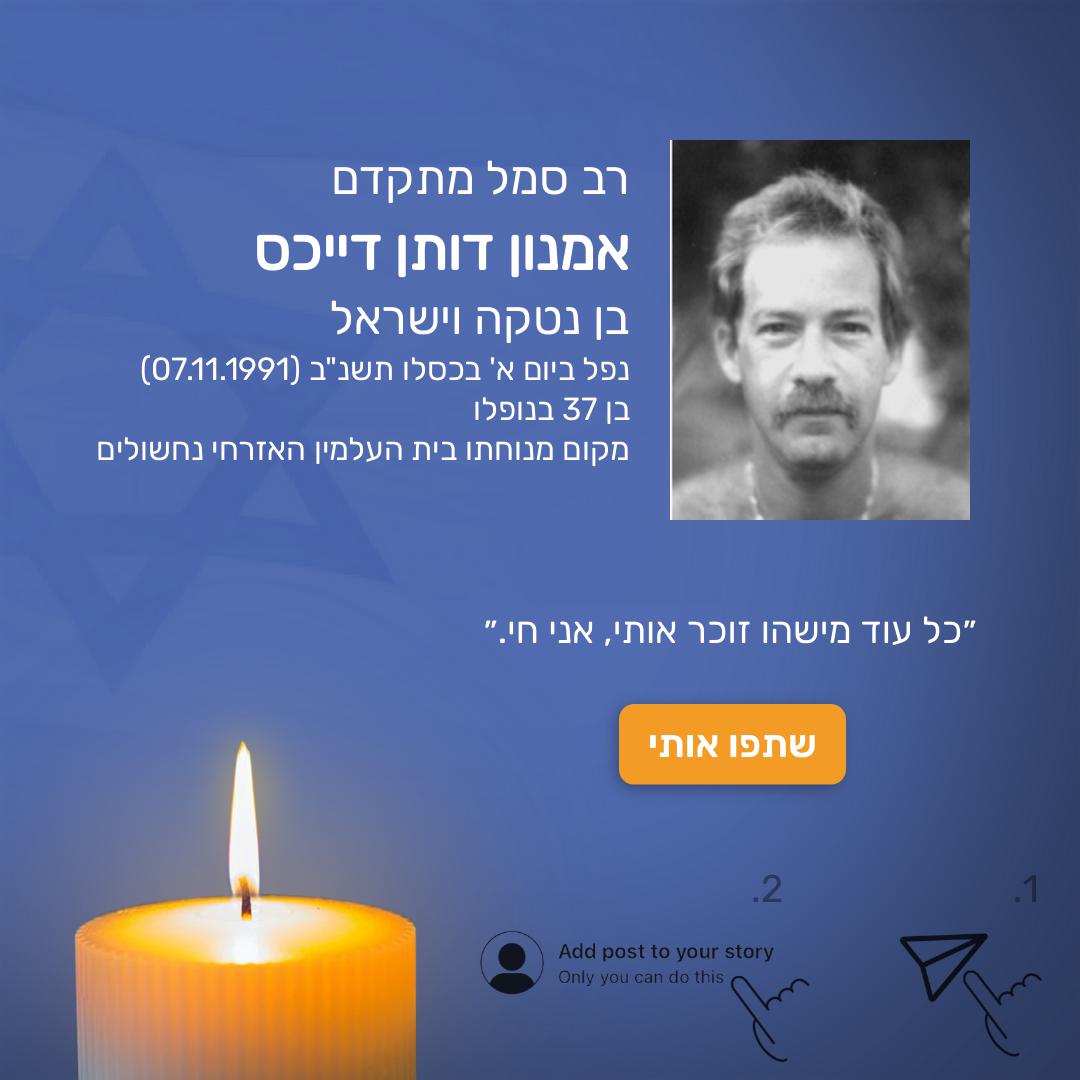 רב סמל מתקדם
אמנון דותן דייכס
בן נטקה וישראל
נפל ביום א' בכסלו תשנ"ב (07.11.1991)
בן 37 בנופלו
מקום מנוחתו בית העלמין האזרחי נחשולים
״כל עוד מישהו זוכר אותי, אני חי.״
שתפו אותי
1.
2.
Add post to your story
Only you can do this